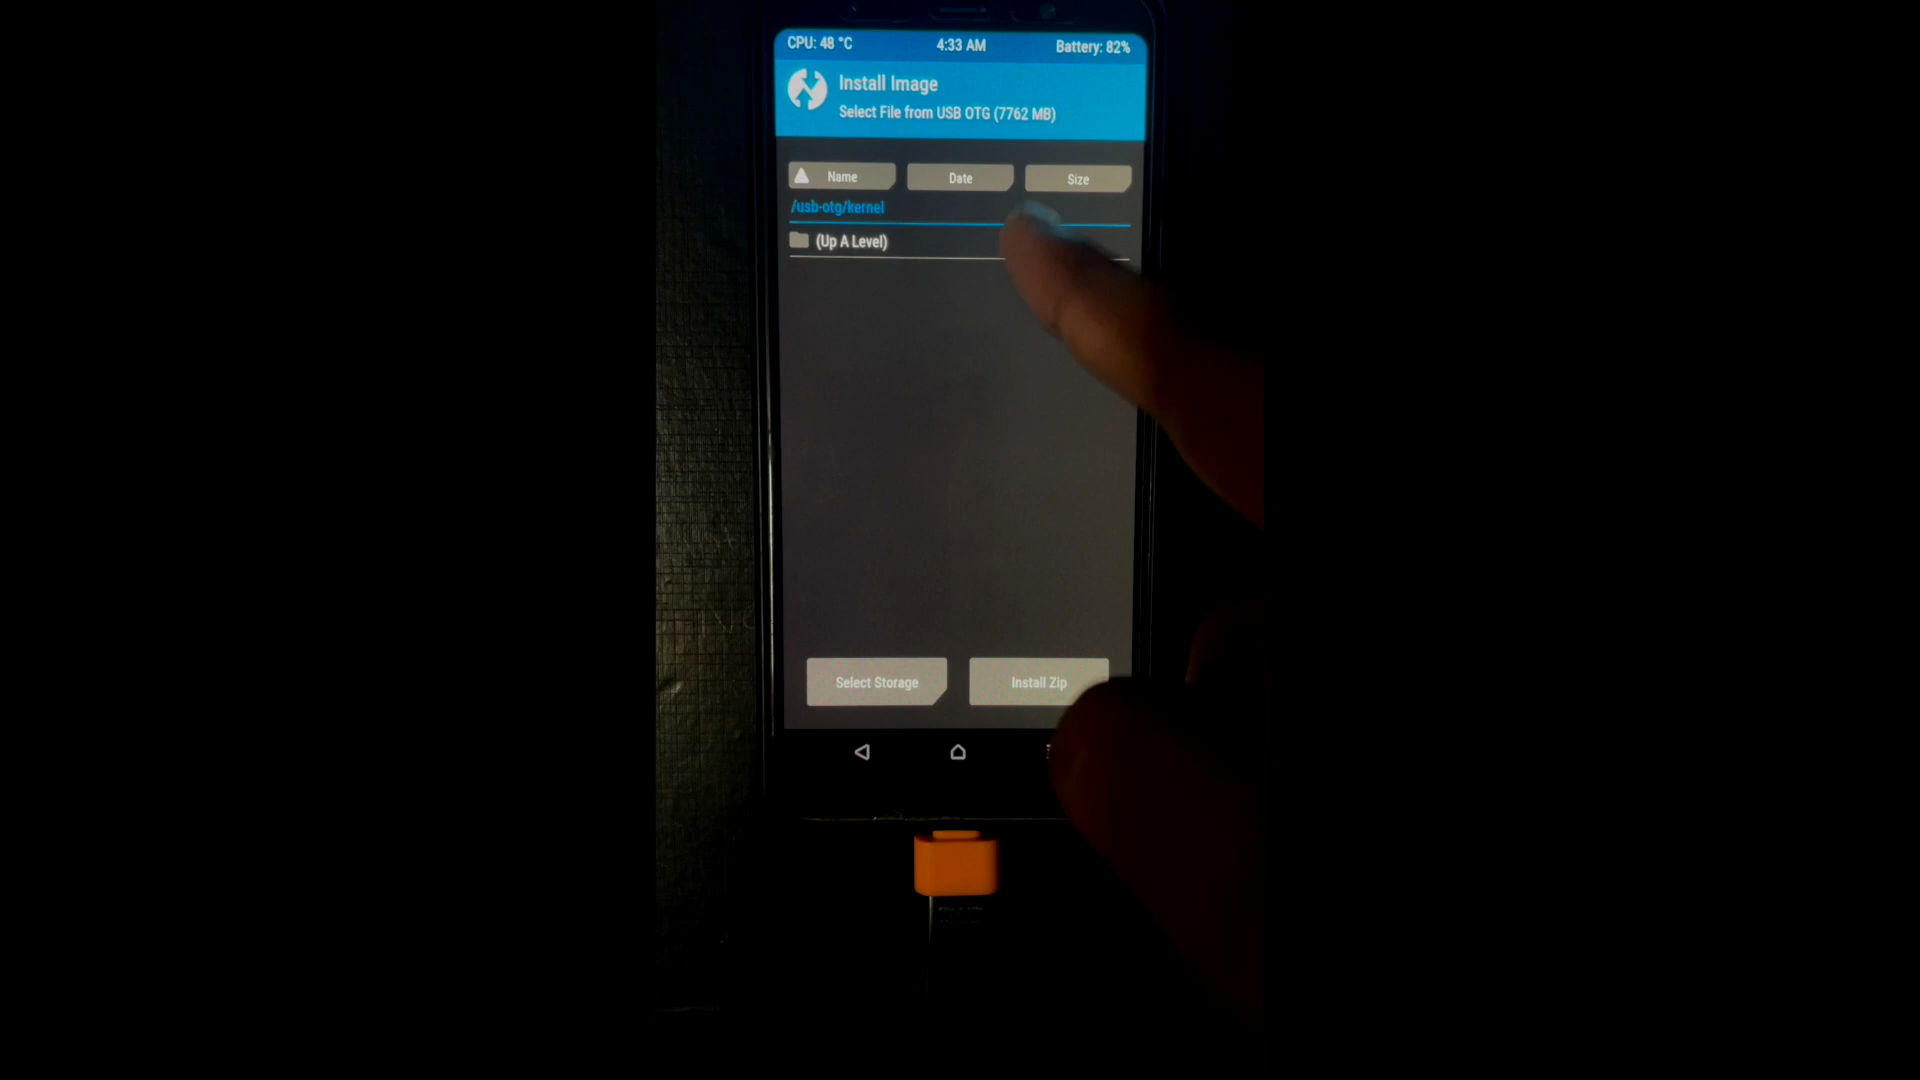 CPU: 48 °C 4:33 AM Battery: 82%
Install Image
Select File from USB OTG (7762 MB)
Name Date Size
/usb-otg/kernel
(Up A Level)
Select Storage Install Zip